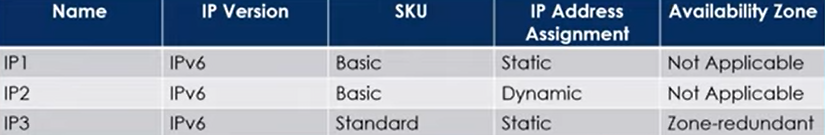 Name IP Version SKU IP Address Assignment Availability Zone
IP1 IPv6 Basic Static Not Applicable
IP2 IPv6 Basic Dynamic Not Applicable
IP3 IPv6 Standard Static Zone-redundant